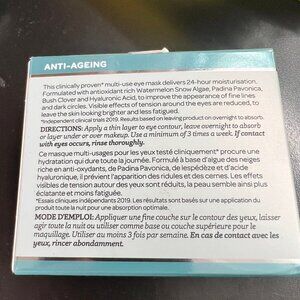 ANTI-AGEING
This clinically proven* multi-use eye mask delivers 24-hour moisturisation.
Formulated with antioxidant rich Watermelon Snow Algae, Padina Pavonica,
Bush Clover and Hyaluronic Acid, to improve the appearance of fine lines
and dark circles. Visible effects of tension around the eyes are reduced, to
leave the skin looking brighter and less fatigued.
*Independent clinical trials 2019. Results based on leaving product on overnight to absorb.
DIRECTIONS: Apply a thin layer to eye contour, leave overnight to absorb
or layer under or over makeup. Use a minimum of 3 times a week. If contact
with eyes occurs, rinse thoroughly.
Ce masque multi-usages pour les yeux testé cliniquement* procure une
hydratation qui dure toute la journée. Formulé à base d'algue des neiges
riche en anti-oxydants, de Padina Pavonica, de lespédèze et d'acide
hyaluronique, il prévient l'apparition des ridules et des cernes. Les effets
visibles de tension autour des yeux sont réduits, la peau semble ainsi plus
éclatante et moins fatiguée.
*Essais cliniques indépendants 2019. Les résultats sont basés sur une application du
produit toute la nuit pour une absorption optimale.
MODE D'EMPLOI: Appliquer une fine couche sur le contour des yeux, laisser
agir toute la nuit ou utiliser comme base ou couche supérieure pour le
maquillage. Utiliser au moins 3 fois par semaine. En cas de contact avec les
yeux, rincer abondamment.